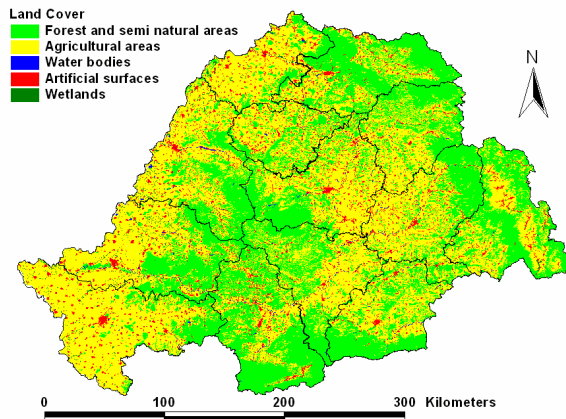 Land Cover
Forest and semi natural areas
Agricultural areas
Water bodies
Artificial surfaces
Wetlands
N
0 100 200 300 Kilometers